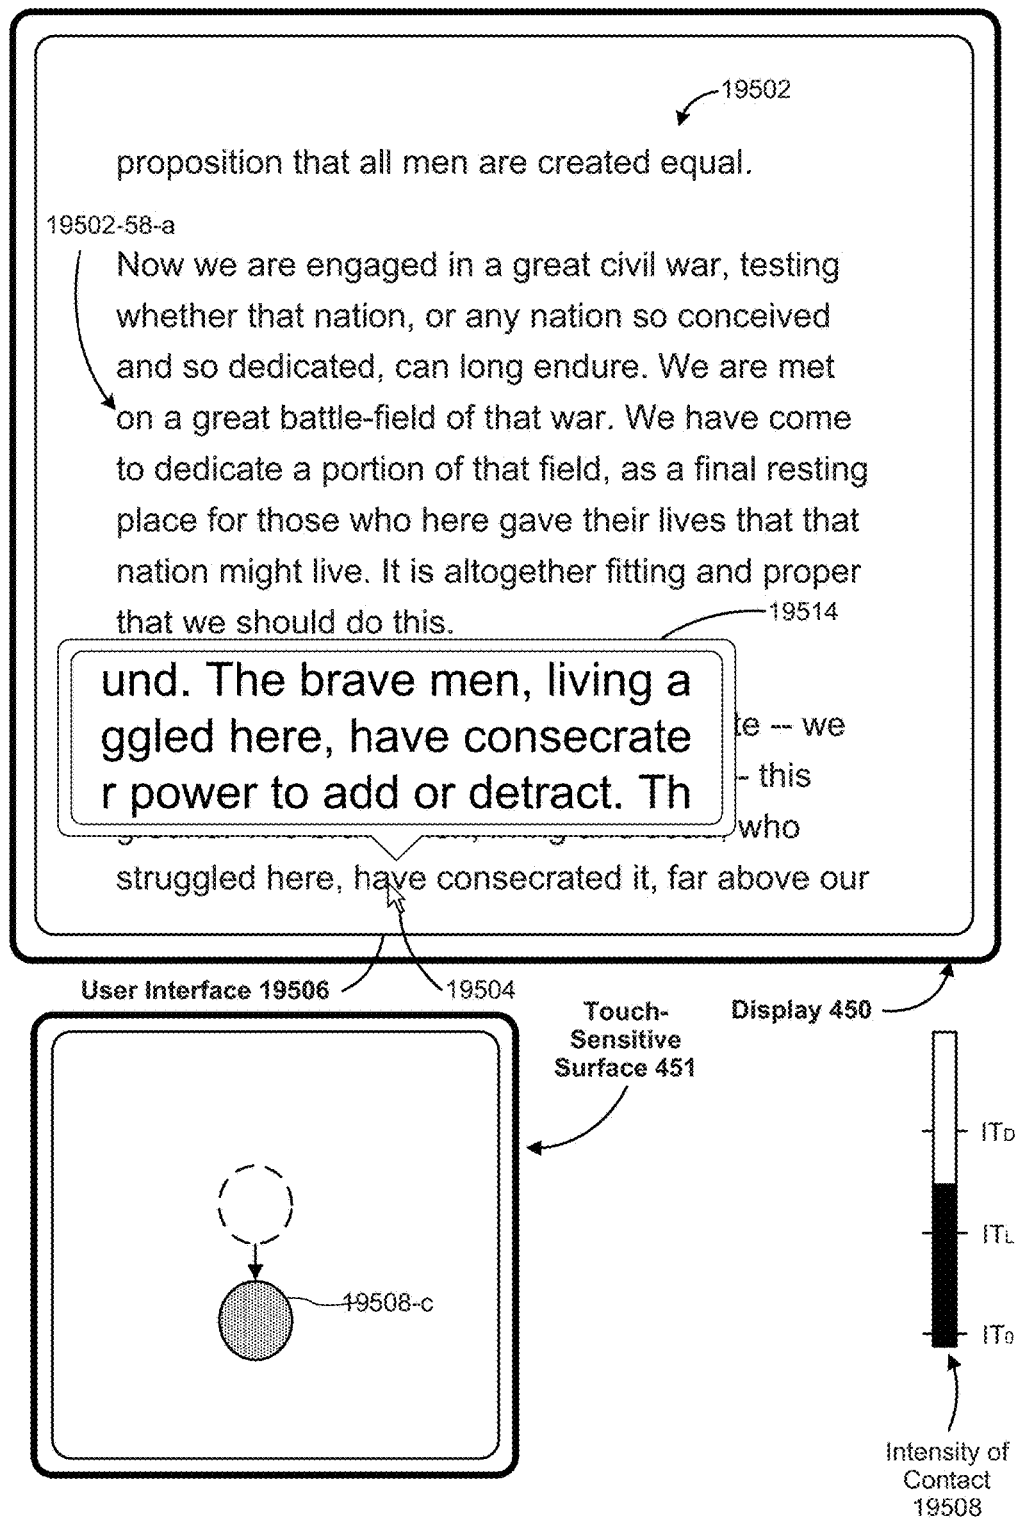 19502
proposition that all men are created equal.
19502-58-a
Now we are engaged in a great civil war, testing
whether that nation, or any nation so conceived
and so dedicated, can long endure. We are met
on a great battle-field of that war. We have come
to dedicate a portion of that field, as a final resting
place for those who here gave their lives that that
nation might live. It is altogether fitting and proper
that we should do this.
19514
und. The brave men, living a
ggled here, have consecrate
r power to add or detract. Th
te -- we
- this
who
struggled here, have consecrated it, far above our
User Interface 19506
19504
Display 450
Touch-
Sensitive
Surface 451
19508-c
ITD
ITL
IT0
Intensity of
Contact
19508